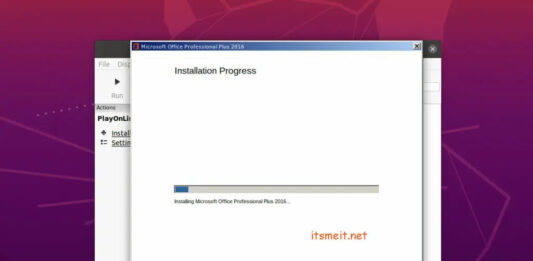 Microsoft Office Professional Plus 2016
File Disp
Installation Progress
Run
Actions
PlayOnLi
Install
Settin
Installing Microsoft Office Professional Plus 2016...
itsmeit.net